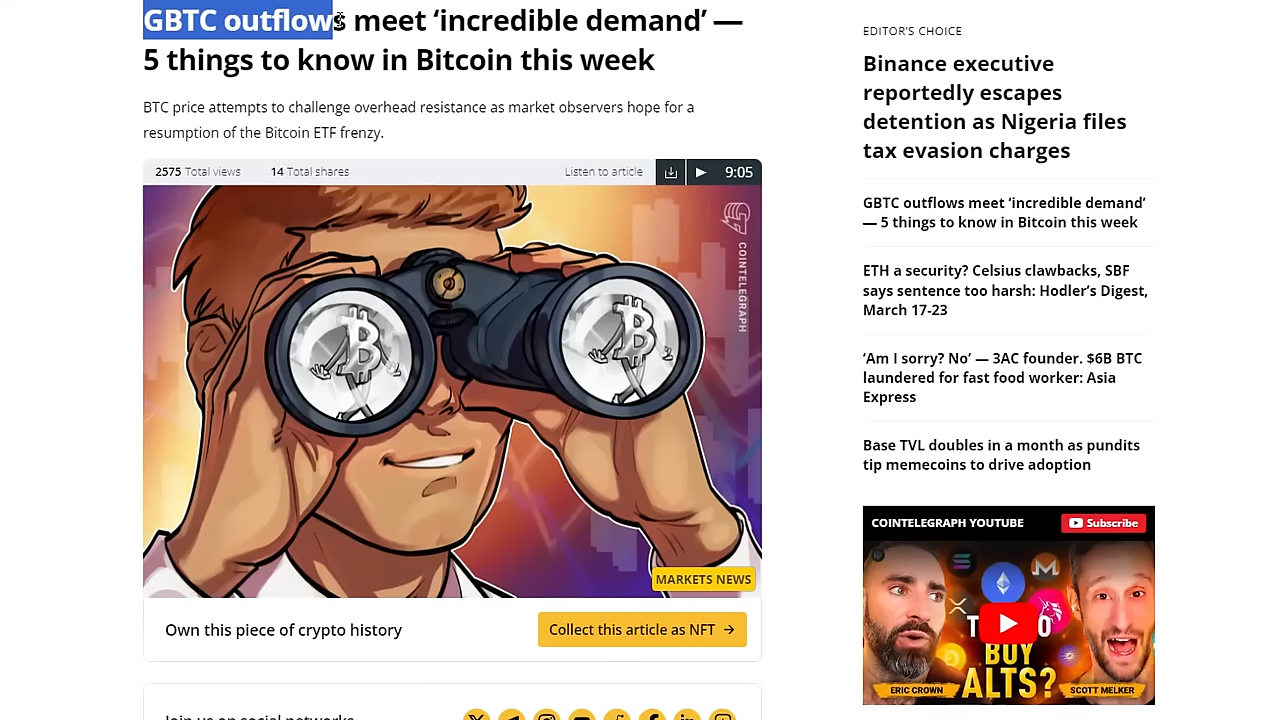 GBTC outflows meet ‘incredible demand’ —
5 things to know in Bitcoin this week
BTC price attempts to challenge overhead resistance as market observers hope for a
resumption of the Bitcoin ETF frenzy.
2575 Total views 14 Total shares Listen to article 9:05
COINTELEGRAPH
MARKETS NEWS
Own this piece of crypto history
Collect this article as NFT →
Join us on social networks
EDITOR’S CHOICE
Binance executive
reportedly escapes
detention as Nigeria files
tax evasion charges
GBTC outflows meet ‘incredible demand’
— 5 things to know in Bitcoin this week
ETH a security? Celsius clawbacks, SBF
says sentence too harsh: Hodler’s Digest,
March 17-23
‘Am I sorry? No’ — 3AC founder. $6B BTC
laundered for fast food worker: Asia
Express
Base TVL doubles in a month as pundits
tip memecoins to drive adoption
COINTELEGRAPH YOUTUBE
Subscribe
BUY
ALTS?
ERIC CROWN
SCOTT MELKER